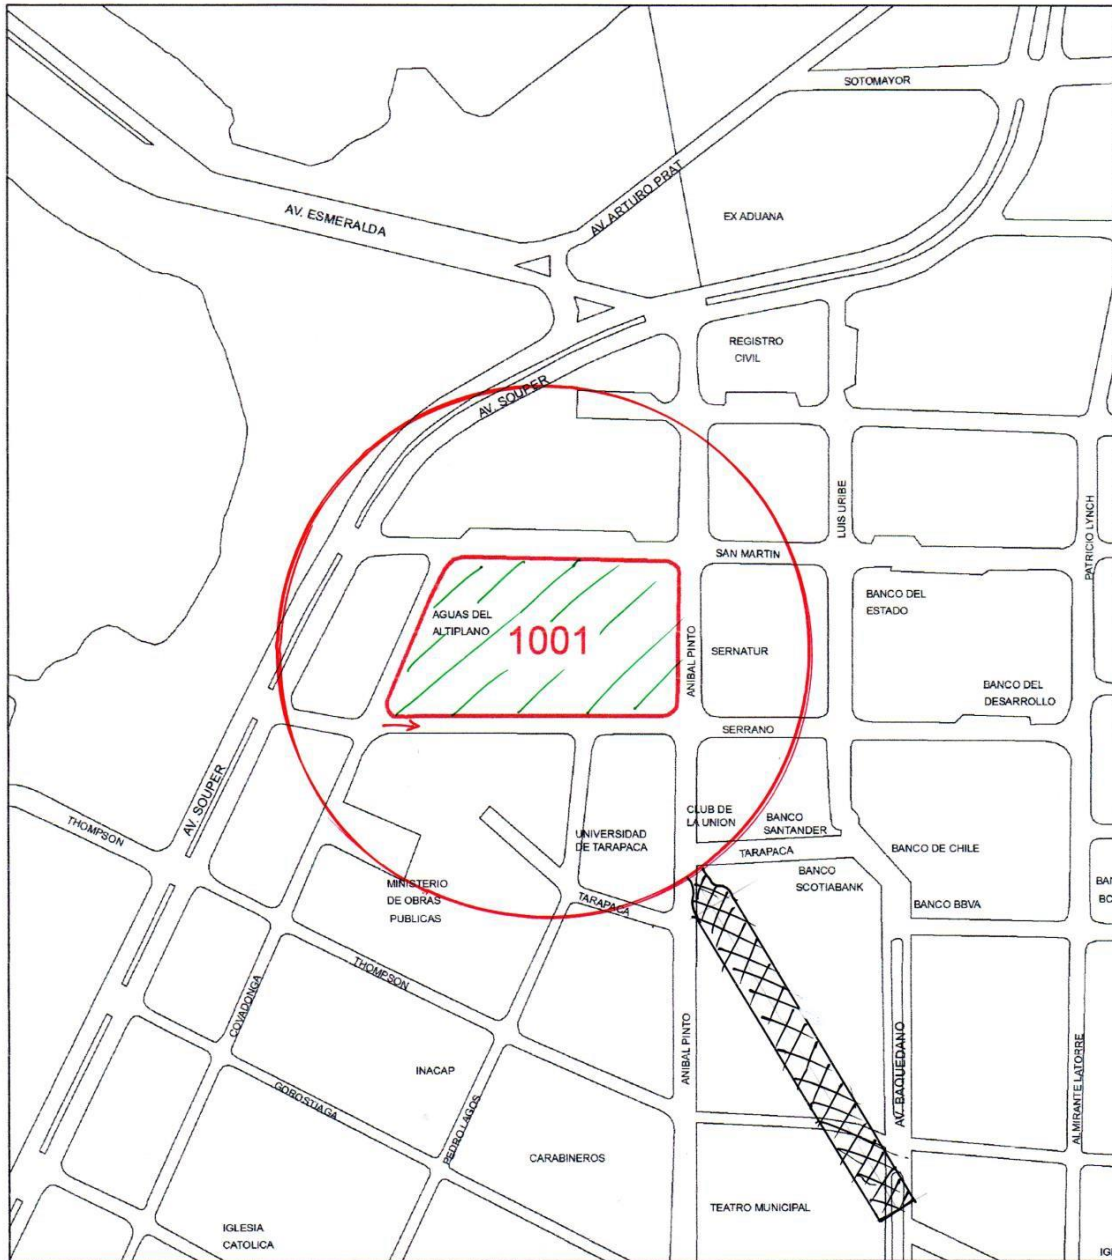 SOTOMAYOR
AV. ARTURO PRAT
AV. ESMERALDA
EX ADUANA
REGISTRO
CIVIL
AV. SOUPER
LUIS URIBE
PATRICIO LYNCH
SAN MARTIN
AGUAS DEL
ALTIPLANO
1001
ANIBAL PINTO
SERNATUR
BANCO DEL
ESTADO
BANCO DEL
DESARROLLO
SERRANO
AV. SOUPER
THOMPSON
UNIVERSIDAD
DE TARAPACA
CLUB DE
LA UNION
BANCO
SANTANDER
TARAPACA
BANCO
SCOTIABANK
BANCO DE CHILE
BANCO BBVA
BAN
BC
MINISTERIO
DE OBRAS
PUBLICAS
TARAPACA
THOMPSON
COVADONGA
INACAP
ANIBAL PINTO
AV. BAQUEDANO
ALMIRANTE LATORRE
GOROSTIAGA
PEDRO LAGOS
CARABINEROS
TEATRO MUNICIPAL
IGLESIA
CATOLICA
IGL